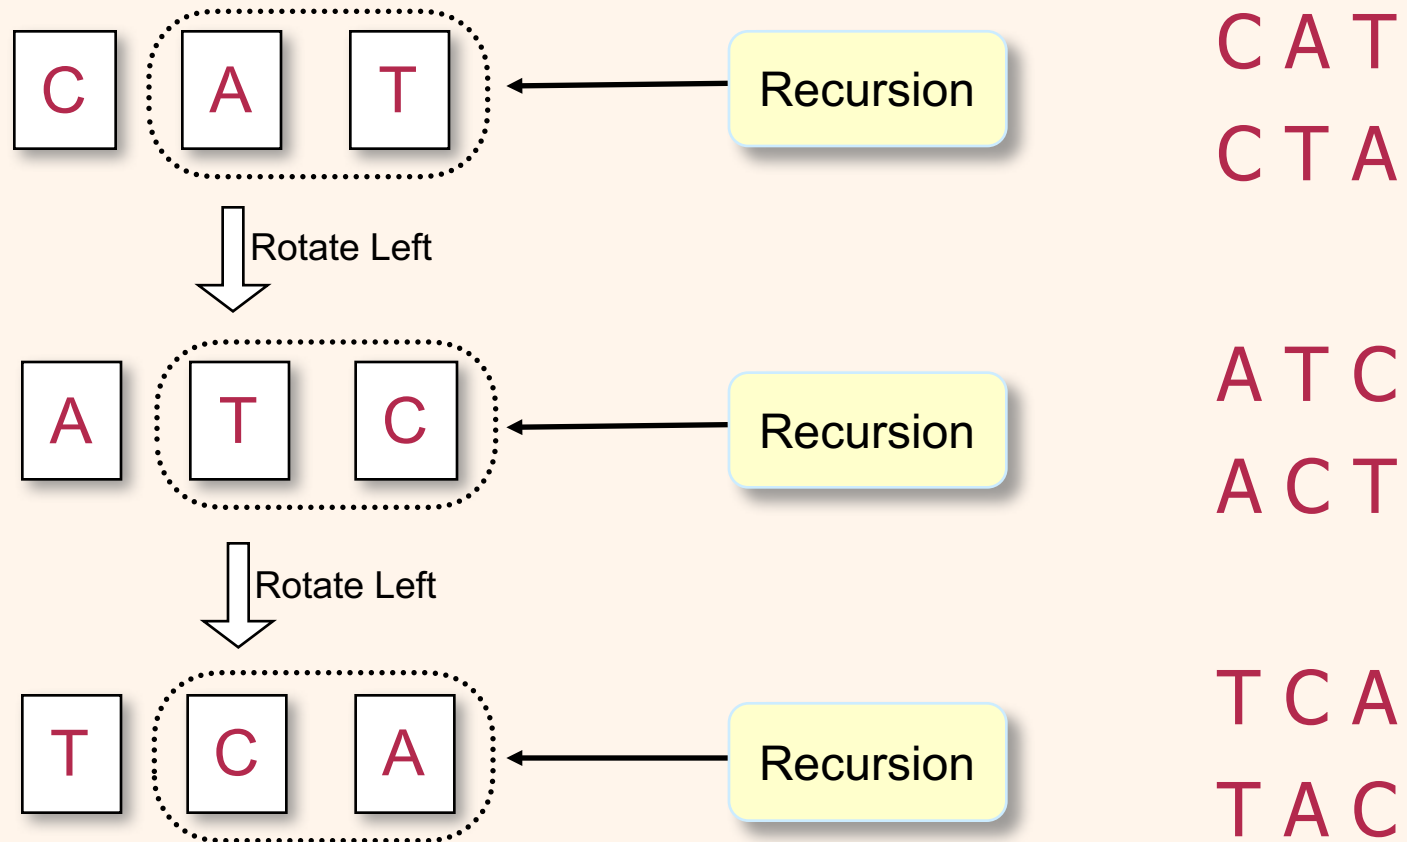 C A T Recursion C A T
C T A
Rotate Left
A T C Recursion A T C
A C T
Rotate Left
T C A Recursion T C A
T A C